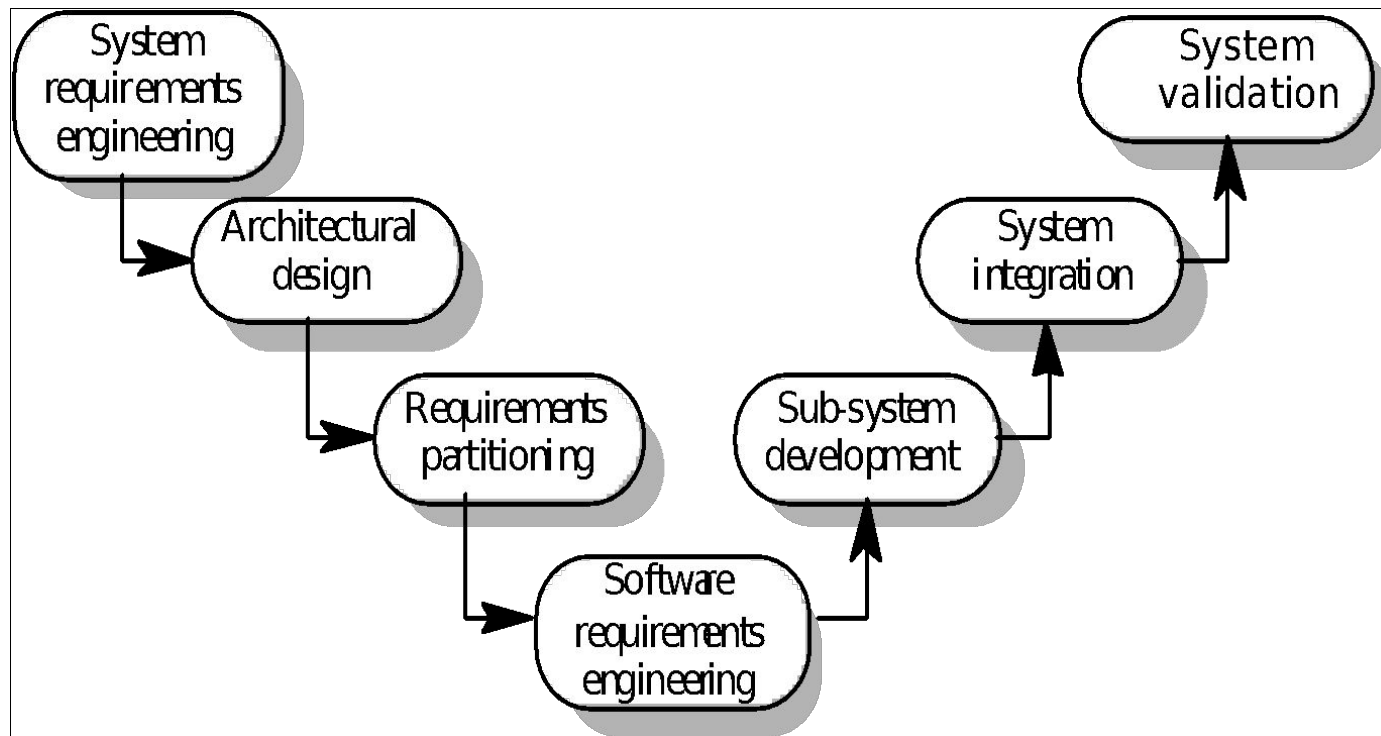 System
requirements
engineering
Architectural
design
Requirements
partitioning
Software
requirements
engineering
Sub-system
development
System
integration
System
validation